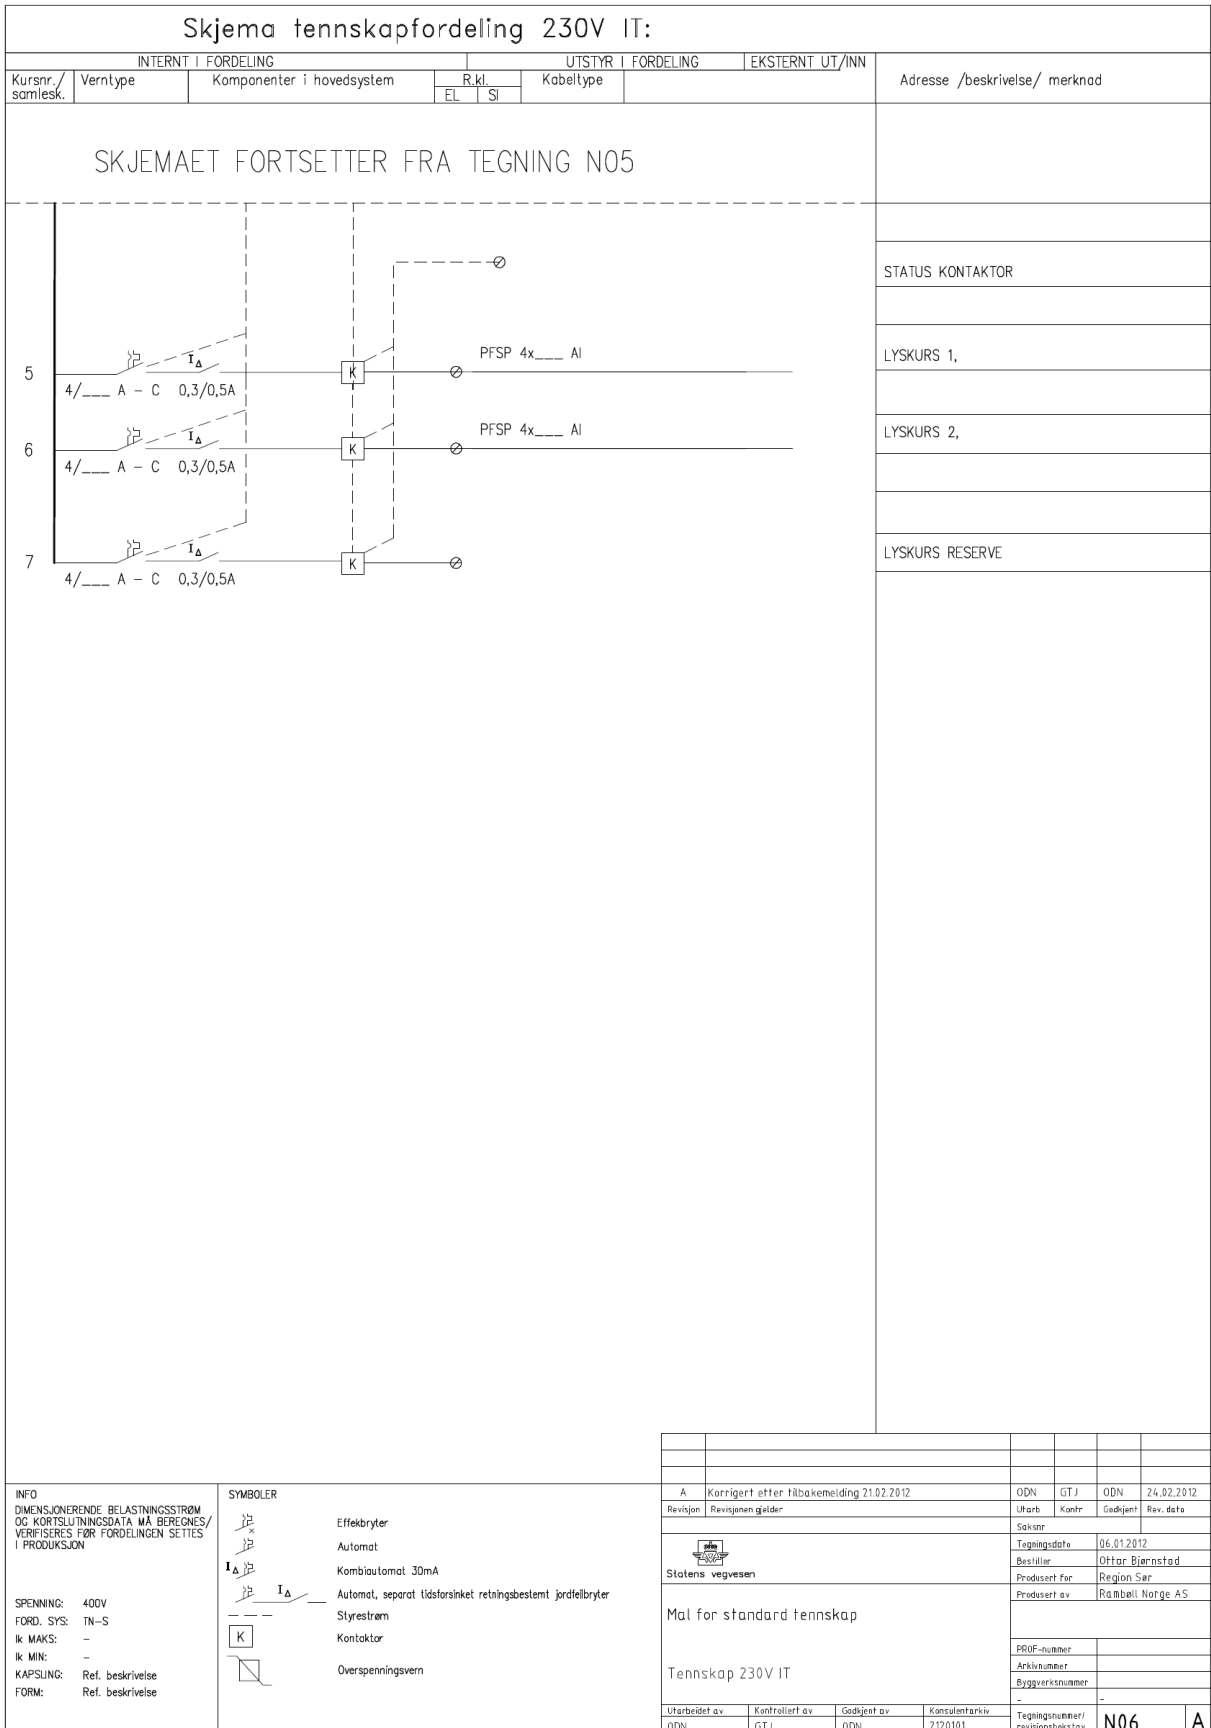 Skjema tennskapfordeling 230V IT:
INTERNT I FORDELING UTSTYR I FORDELING EKSTERNT UT/INN
Kursnr./ samlesk. Verntype Komponenter i hovedsystem R.kl. EL SI Kabeltype Adresse /beskrivelse/ merknad
SKJEMAET FORTSETTER FRA TEGNING N05
STATUS KONTAKTOR
5 I∆ K PFSP 4x___ Al LYSKURS 1,
4/___ A – C 0,3/0,5A
6 I∆ K PFSP 4x___ Al LYSKURS 2,
4/___ A – C 0,3/0,5A
7 I∆ K LYSKURS RESERVE
4/___ A – C 0,3/0,5A
INFO
DIMENSJONERENDE BELASTNINGSSTRØM
OG KORTSLUTNINGSDATA MÅ BEREGNES/
VERIFISERES FØR FORDELINGEN SETTES
I PRODUKSJON
SPENNING: 400V
FORD. SYS: TN–S
Ik MAKS: –
Ik MIN: –
KAPSLING: Ref. beskrivelse
FORM: Ref. beskrivelse
SYMBOLER
Effekbryter
Automat
I∆ Kombiautomat 30mA
I∆ Automat, separat tidsforsinket retningsbestemt jordfeilbryter
Styrestrøm
K Kontaktor
Overspenningsvern
A Korrigert etter tilbakemelding 21.02.2012 ODN GTJ ODN 24.02.2012
Revisjon Revisjonen gjelder Utarb Kontr Godkjent Rev. dato
Saksnr
Statens vegvesen
Tegningsdato 06.01.2012
Bestiller Ottar Bjørnstad
Produsert for Region Sør
Produsert av Rambøll Norge AS
Mal for standard tennskap
Tennskap 230V IT
PROF-nummer
Arkivnummer
Byggverksnummer
- -
Utarbeidet av Kontrollert av Godkjent av Konsulentarkiv
ODN GTJ ODN 2120101
Tegningsnummer/
revisjonsbokstav N06 A